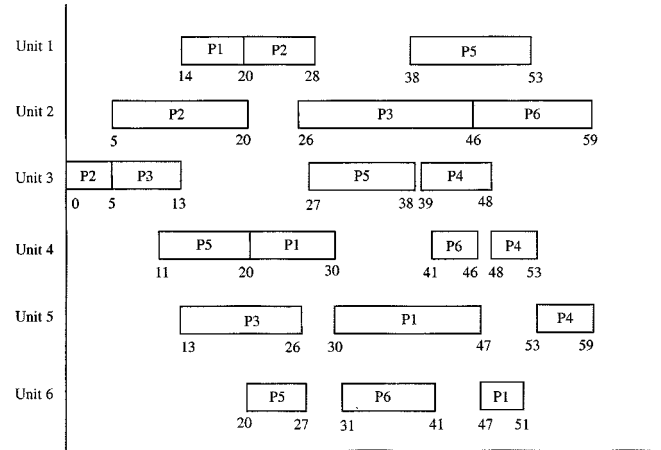 Unit 1 P1 P2 P5
14 20 28 38 53
Unit 2 P2 P3 P6
5 20 26 46 59
Unit 3 P2 P3 P5 P4
0 5 13 27 38 39 48
Unit 4 P5 P1 P6 P4
11 20 30 41 46 48 53
Unit 5 P3 P1 P4
13 26 30 47 53 59
Unit 6 P5 P6 P1
20 27 31 41 47 51